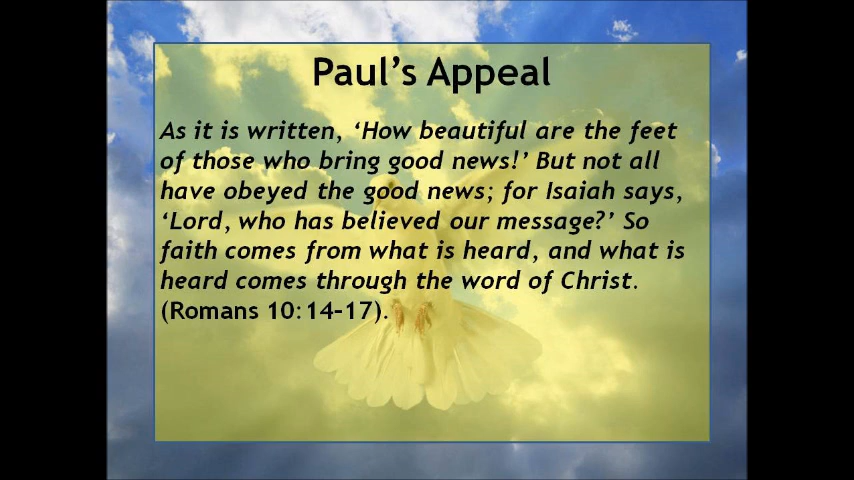 Paul’s Appeal
As it is written, ‘How beautiful are the feet
of those who bring good news!’ But not all
have obeyed the good news; for Isaiah says,
‘Lord, who has believed our message?’ So
faith comes from what is heard, and what is
heard comes through the word of Christ.
(Romans 10:14–17).